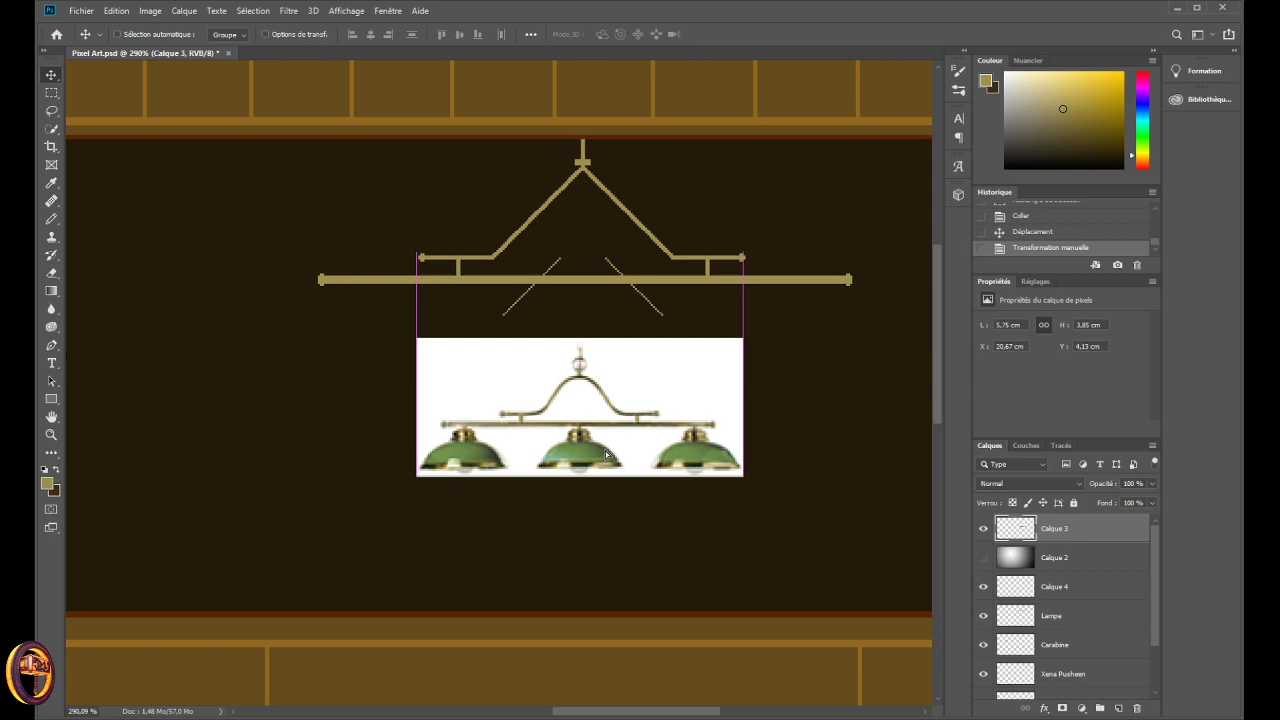 Ps Fichier Edition Image Calque Texte Sélection Filtre 3D Affichage Fenêtre Aide
Sélection automatique : Groupe Options de transf. ••• Mode 3D :
Pixel Art.psd @ 290% (Calque 3, RVB/8) * ×
Couleur Nuancier
Formation
Bibliothèqu...
Historique
Coller
Déplacement
Transformation manuelle
Propriétés Réglages
Propriétés du calque de pixels
L : 5,75 cm H : 3,85 cm
X : 20,67 cm Y : 4,13 cm
Calques Couches Tracés
Type
Normal Opacité : 100 %
Verrou : Fond : 100 %
Calque 3
Calque 2
Calque 4
Lampe
Carabine
Xena Pusheen
290,09 % Doc : 1,48 Mo/57,0 Mo